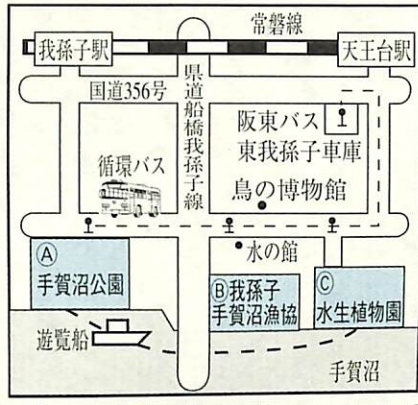 常磐線
我孫子駅
天王台駅
国道356号
県道船橋我孫子線
阪東バス
東我孫子車庫
循環バス
鳥の博物館
水の館
Ⓐ
手賀沼公園
Ⓑ我孫子
手賀沼漁協
Ⓒ
水生植物園
遊覧船
手賀沼